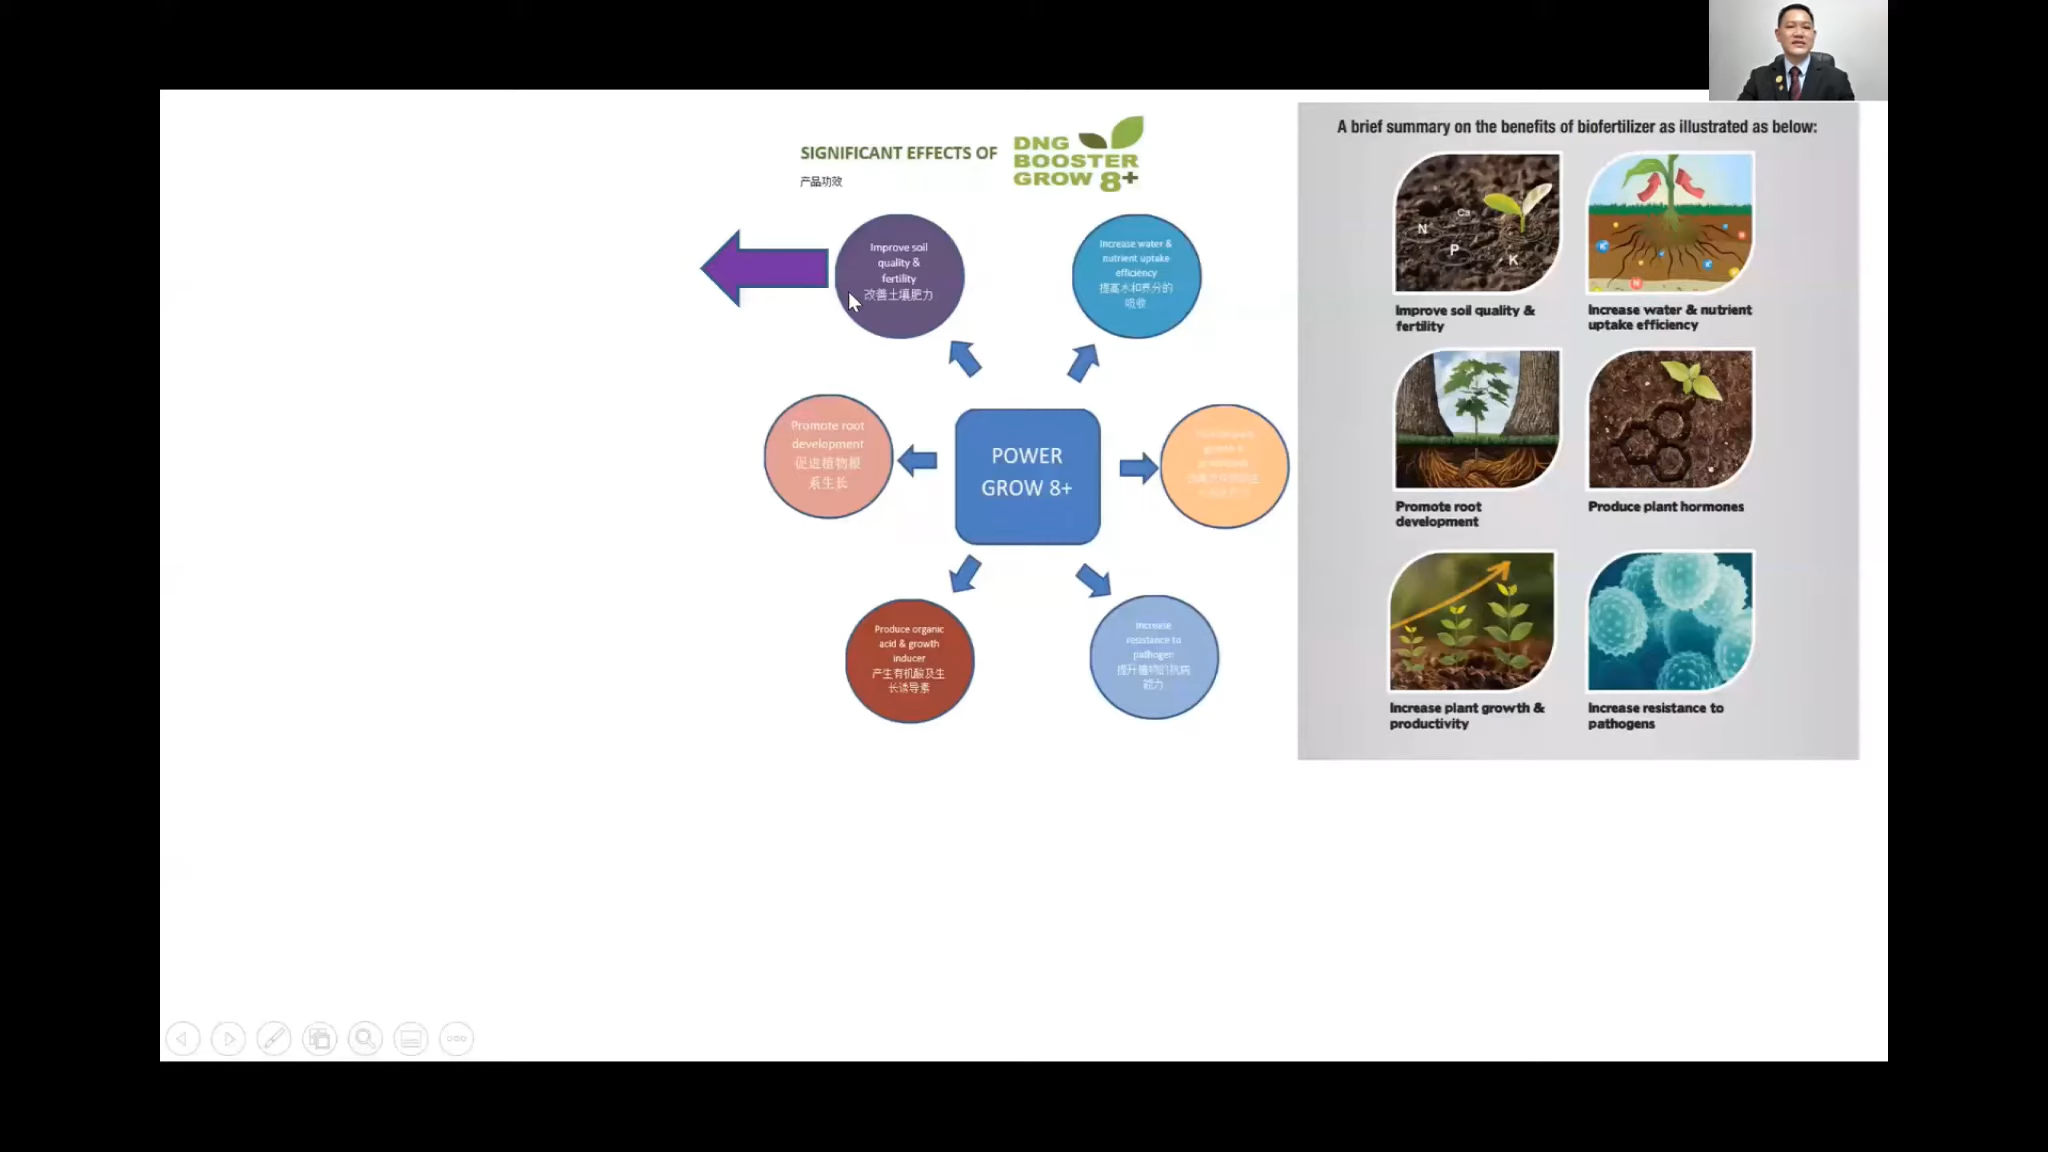 SIGNIFICANT EFFECTS OF
产品功效
DNG
BOOSTER
GROW 8+
Improve soil
quality &
fertility
改善土壤肥力
Increase water &
nutrient uptake
efficiency
提高水和养分的
吸收
Promote root
development
促进植物根
系生长
POWER
GROW 8+
Produce organic
acid & growth
inducer
产生有机酸及生
长诱导素
Increase
resistance to
pathogen
提升植物的抗病
能力
A brief summary on the benefits of biofertilizer as illustrated as below:
N
Ca
P
K
Improve soil quality &
fertility
Increase water & nutrient
uptake efficiency
Promote root
development
Produce plant hormones
Increase plant growth &
productivity
Increase resistance to
pathogens